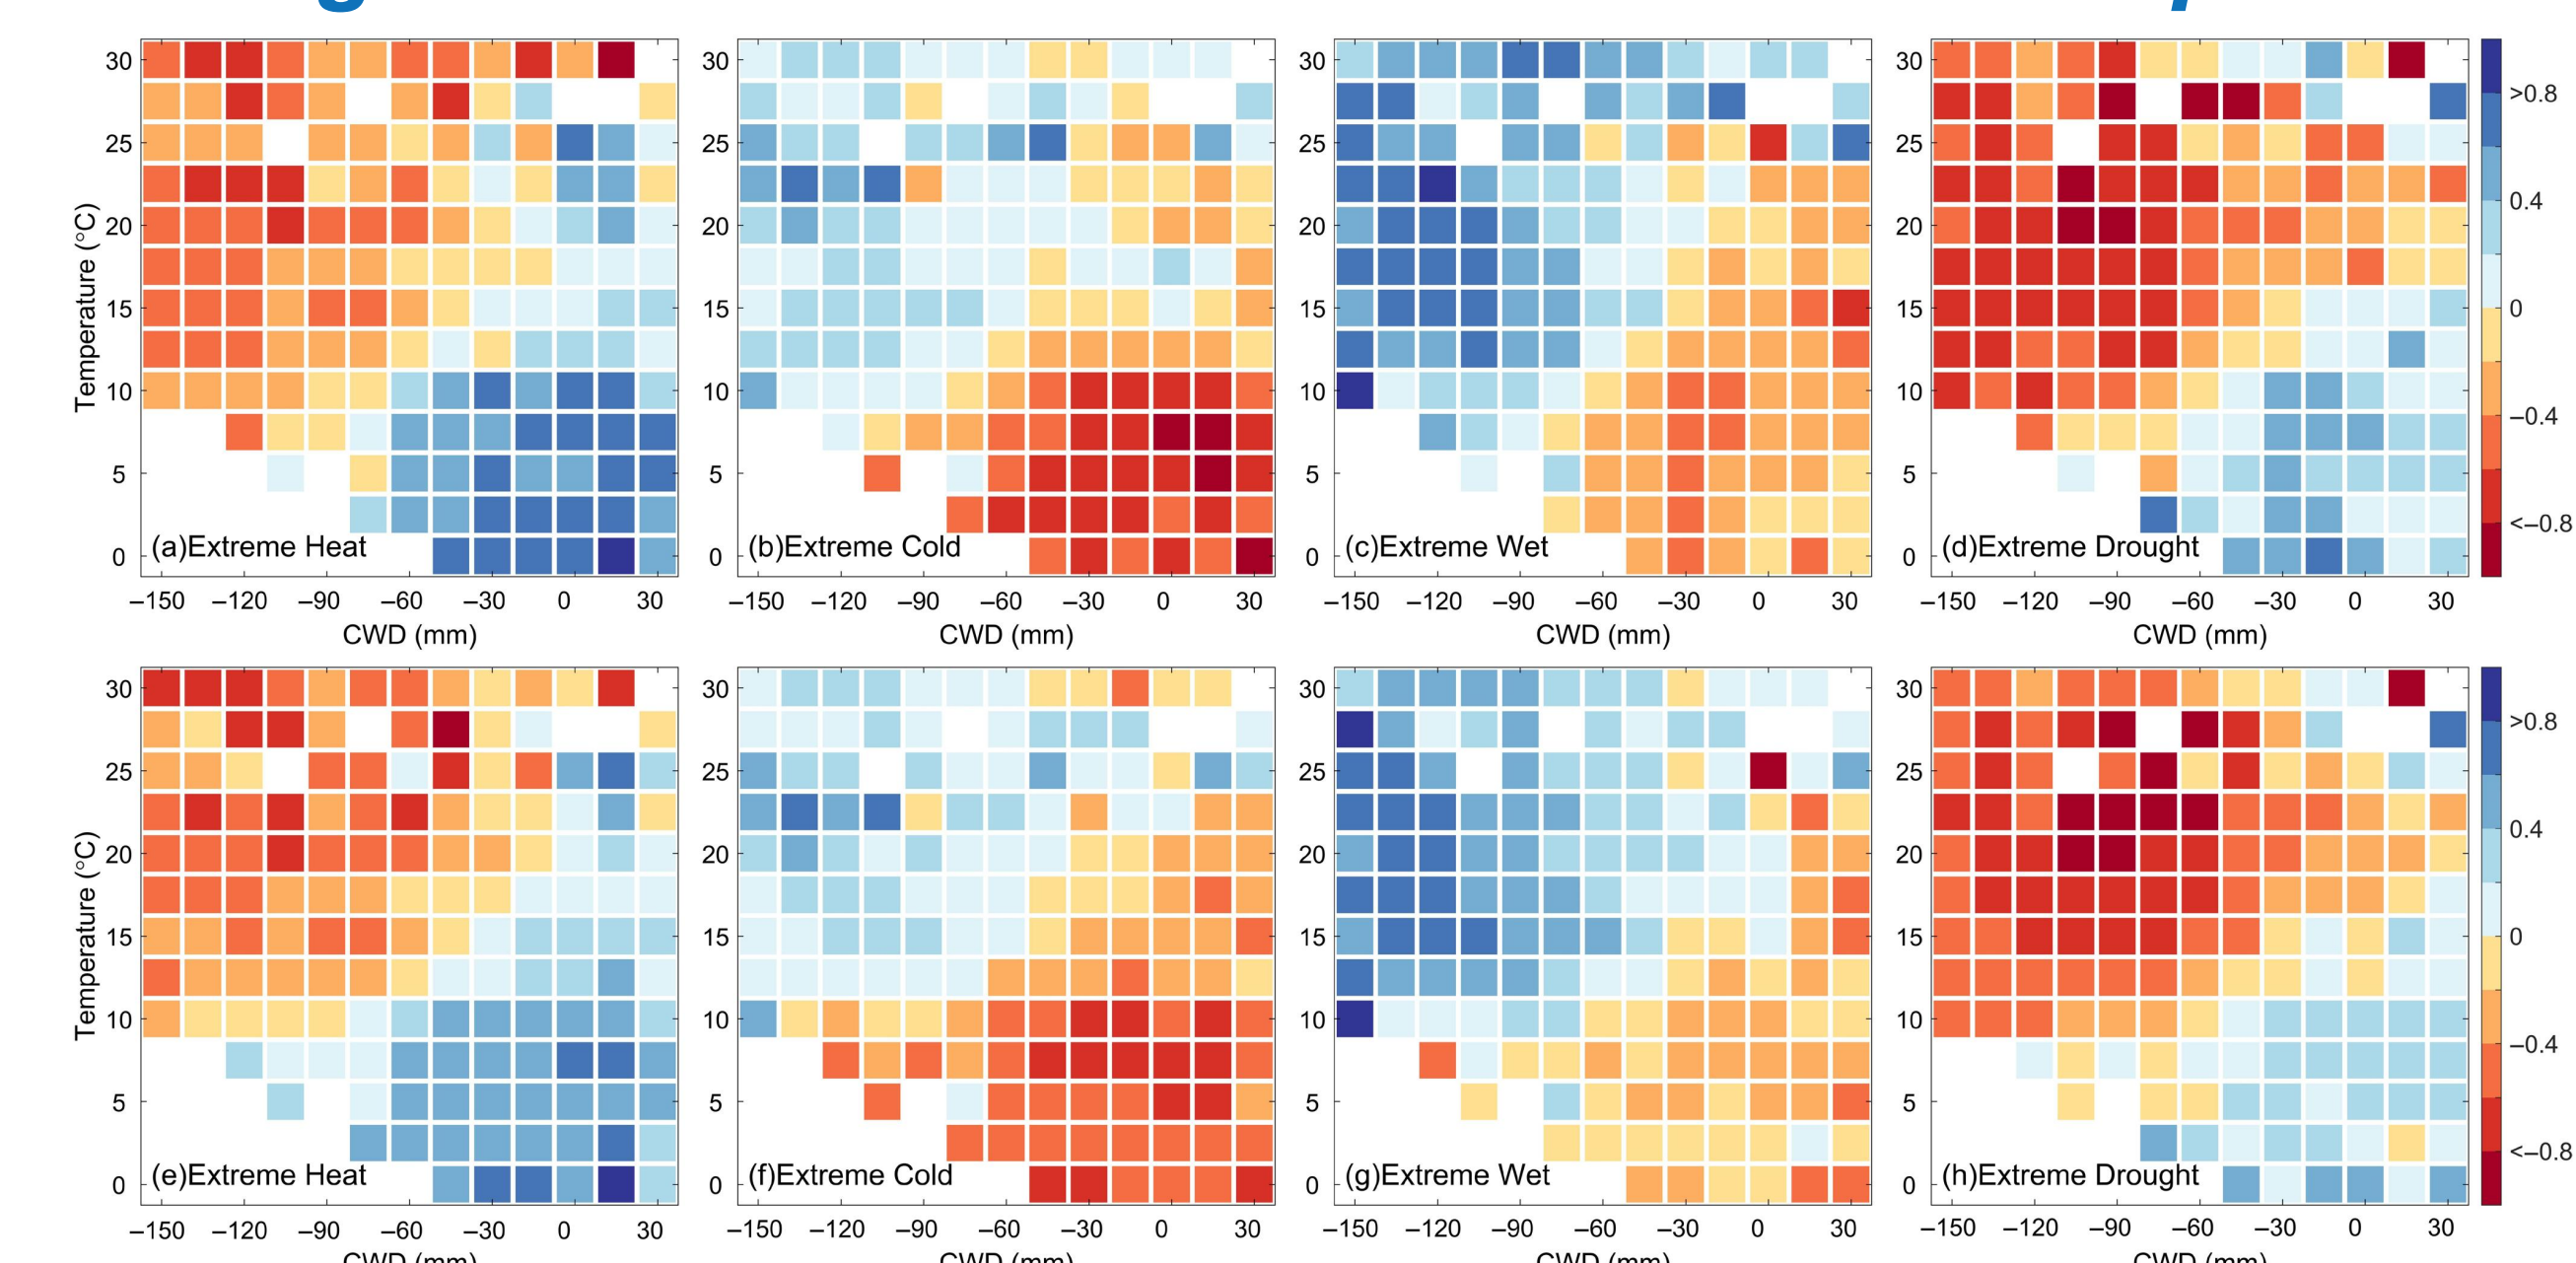 30 25 20 15 10 5 0
Temperature (°C)
(a)Extreme Heat
–150 –120 –90 –60 –30 0 30
CWD (mm)
30 25 20 15 10 5 0
(b)Extreme Cold
–150 –120 –90 –60 –30 0 30
CWD (mm)
30 25 20 15 10 5 0
(c)Extreme Wet
–150 –120 –90 –60 –30 0 30
CWD (mm)
30 25 20 15 10 5 0
(d)Extreme Drought
–150 –120 –90 –60 –30 0 30
CWD (mm)
>0.8
0.4
0
–0.4
<–0.8
30 25 20 15 10 5 0
Temperature (°C)
(e)Extreme Heat
–150 –120 –90 –60 –30 0 30
CWD (mm)
30 25 20 15 10 5 0
(f)Extreme Cold
–150 –120 –90 –60 –30 0 30
CWD (mm)
30 25 20 15 10 5 0
(g)Extreme Wet
–150 –120 –90 –60 –30 0 30
CWD (mm)
30 25 20 15 10 5 0
(h)Extreme Drought
–150 –120 –90 –60 –30 0 30
CWD (mm)
>0.8
0.4
0
–0.4
<–0.8